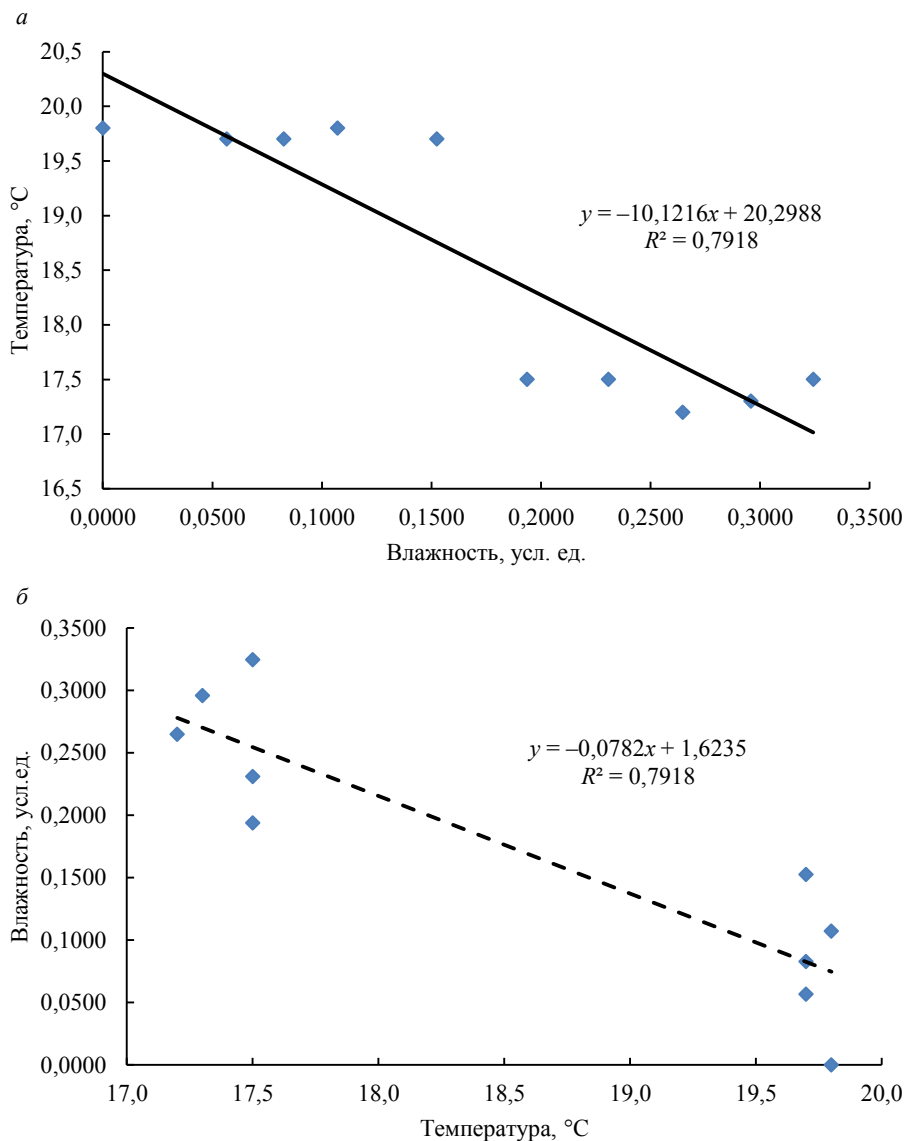 а
20,5
20,0
19,5
19,0
18,5
18,0
17,5
17,0
16,5
Температура, °С
y = –10,1216x + 20,2988
R² = 0,7918
0,0000 0,0500 0,1000 0,1500 0,2000 0,2500 0,3000 0,3500
Влажность, усл. ед.
б
0,3500
0,3000
0,2500
0,2000
0,1500
0,1000
0,0500
0,0000
Влажность, усл.ед.
y = –0,0782x + 1,6235
R² = 0,7918
17,0 17,5 18,0 18,5 19,0 19,5 20,0
Температура, °С